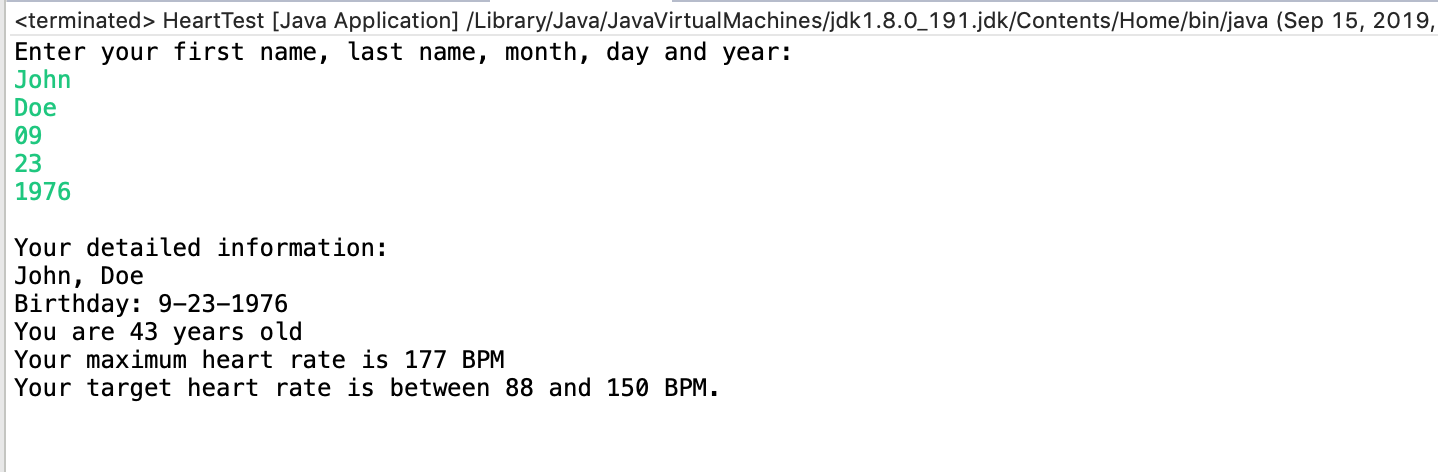 <terminated> HeartTest [Java Application] /Library/Java/JavaVirtualMachines/jdk1.8.0_191.jdk/Contents/Home/bin/java (Sep 15, 2019,
Enter your first name, last name, month, day and year:
John
Doe
09
23
1976
Your detailed information:
John, Doe
Birthday: 9-23-1976
You are 43 years old
Your maximum heart rate is 177 BPM
Your target heart rate is between 88 and 150 BPM.